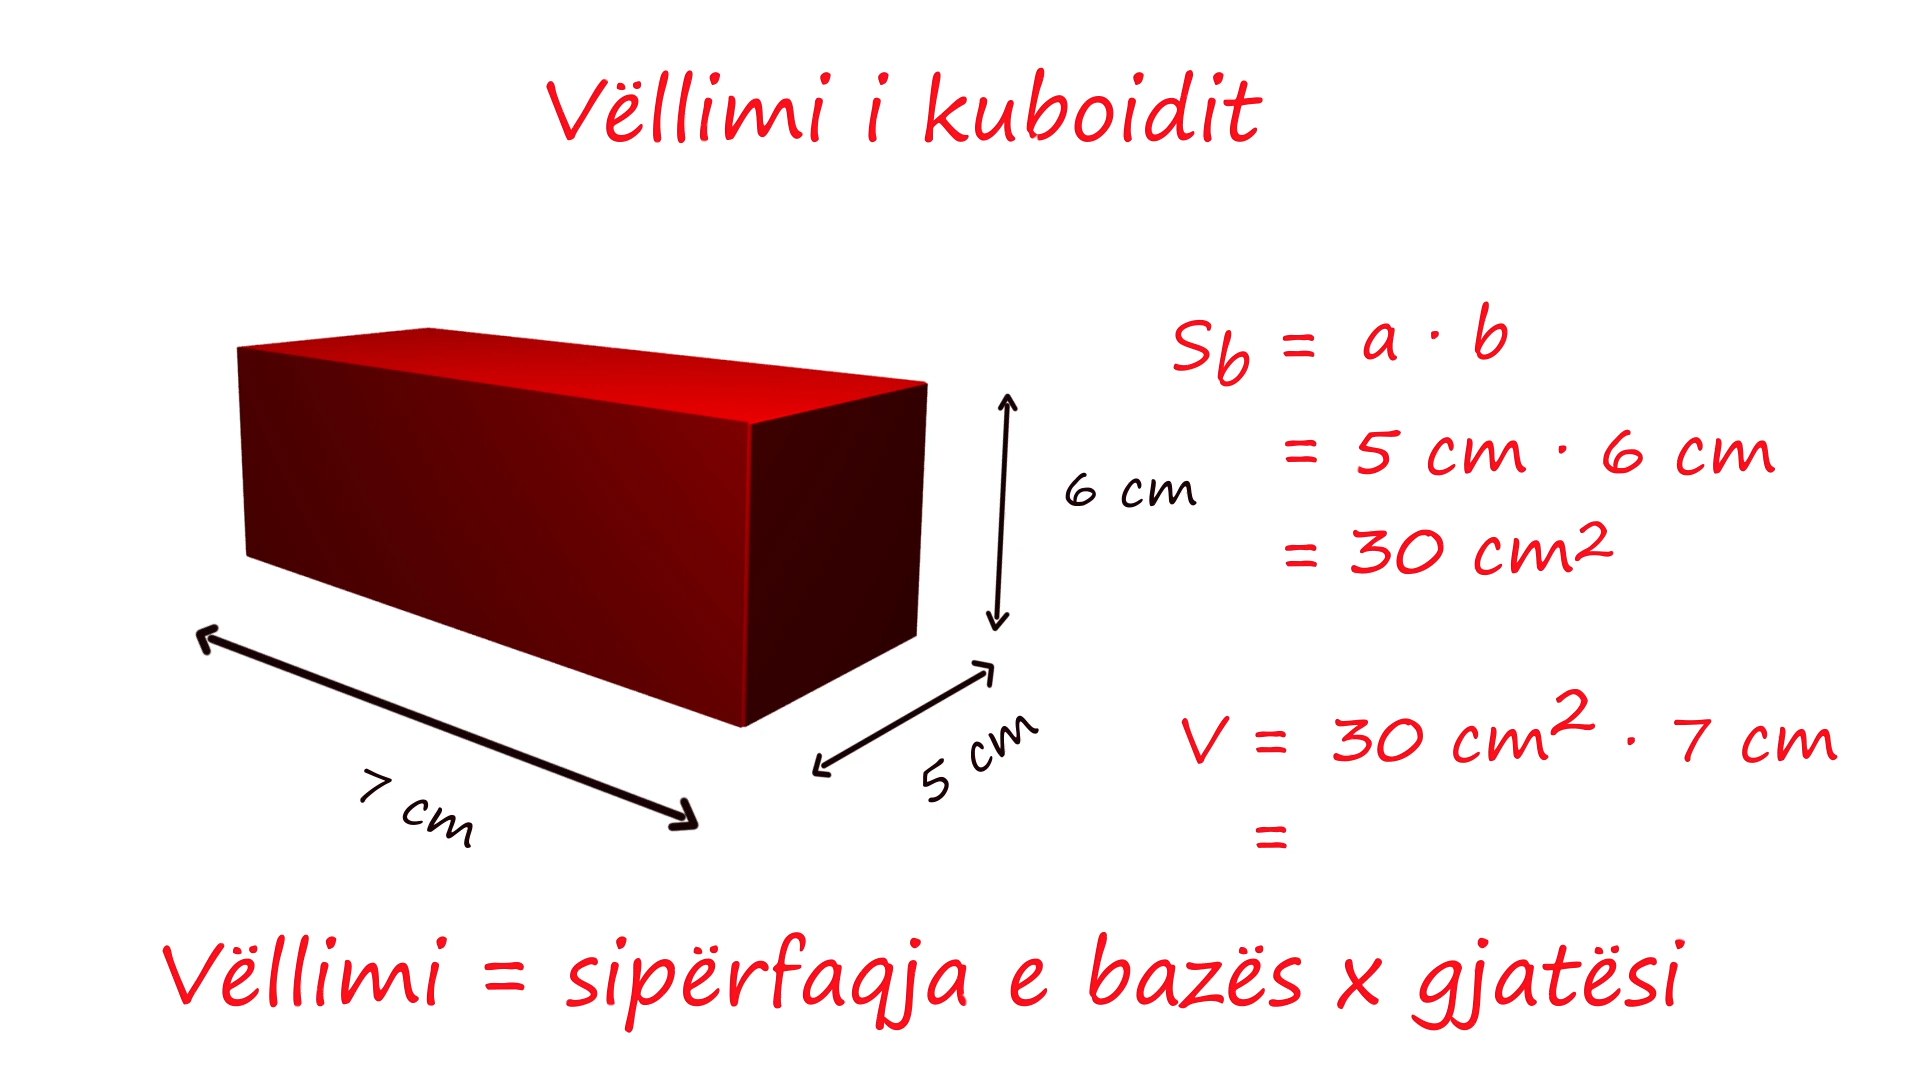 Vëllimi i kuboidit
6 cm
5 cm
7 cm
Sb = a · b
= 5 cm · 6 cm
= 30 cm2
V = 30 cm² · 7 cm
=
Vëllimi = sipërfaqja e bazës x gjatësi